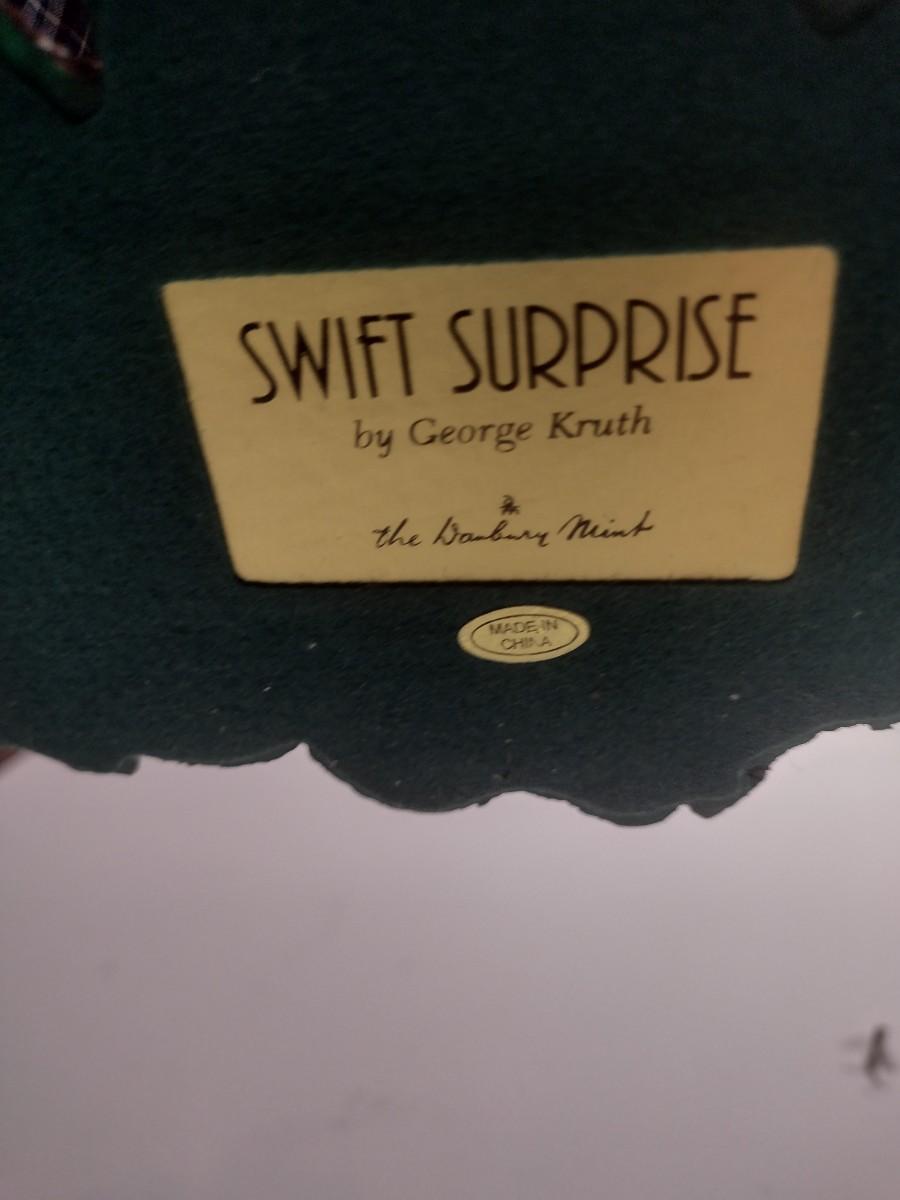 SWIFT SURPRISE
by George Kruth
the Danbury Mint
MADE IN
CHINA